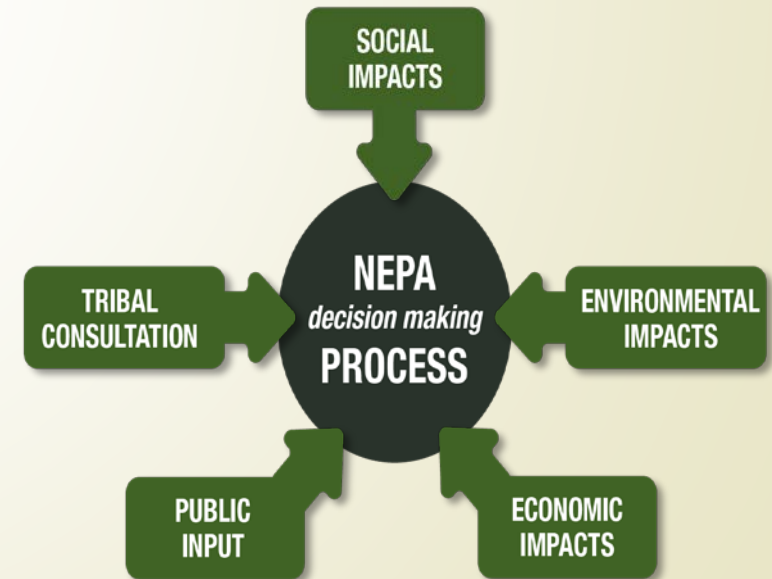 SOCIAL
IMPACTS
NEPA
decision making
PROCESS
TRIBAL
CONSULTATION
ENVIRONMENTAL
IMPACTS
PUBLIC
INPUT
ECONOMIC
IMPACTS